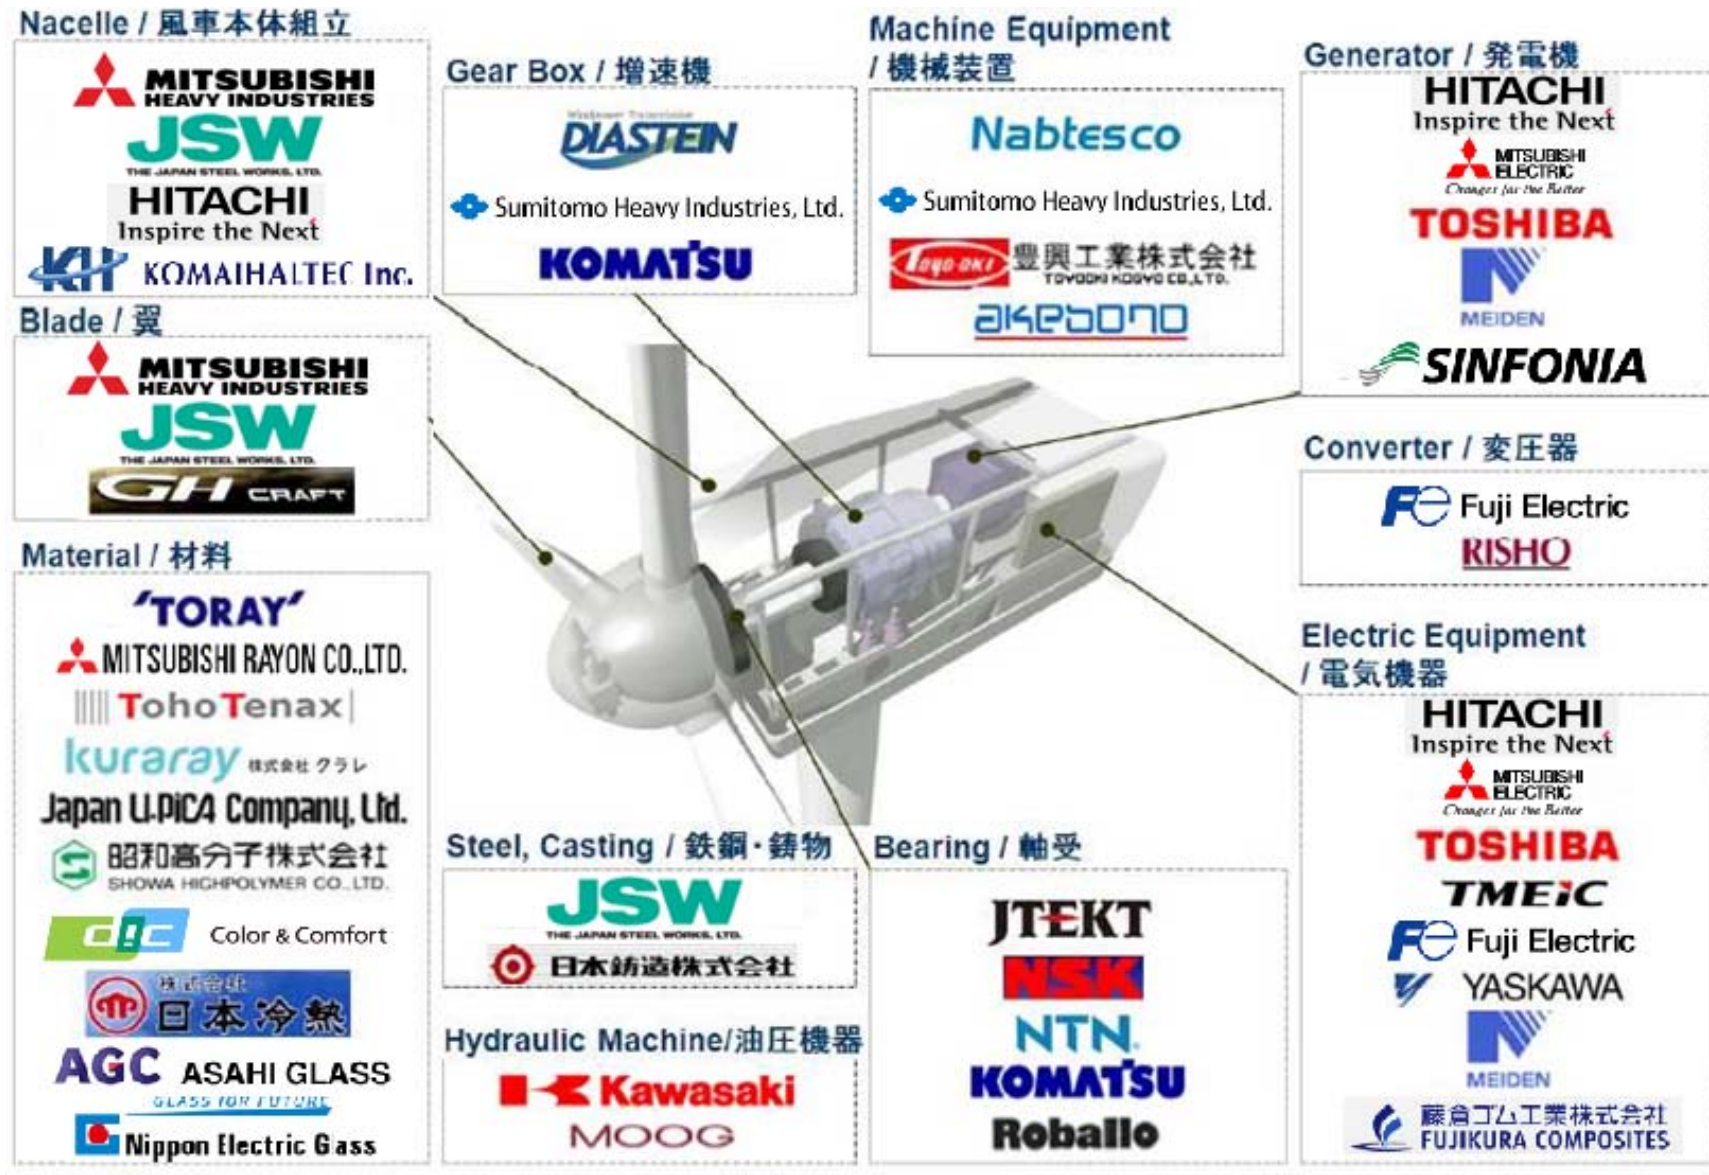 Nacelle / 風車本体組立
MITSUBISHI
HEAVY INDUSTRIES
JSW
THE JAPAN STEEL WORKS, LTD.
HITACHI
Inspire the Next
KH KOMAIHALTEC Inc.
Blade / 翼
MITSUBISHI
HEAVY INDUSTRIES
JSW
THE JAPAN STEEL WORKS, LTD.
GH CRAFT
Material / 材料
'TORAY'
MITSUBISHI RAYON CO.,LTD.
TohoTenax
kuraray 株式会社クラレ
Japan U-PiCA Company, Ltd.
昭和高分子株式会社
SHOWA HIGHPOLYMER CO.,LTD.
DIC Color & Comfort
株式会社
日本冷熱
AGC ASAHI GLASS
GLASS FOR FUTURE
Nippon Electric Glass
Gear Box / 増速機
DIASTEIN
Sumitomo Heavy Industries, Ltd.
KOMATSU
Machine Equipment
/ 機械装置
Nabtesco
Sumitomo Heavy Industries, Ltd.
TOYO-OKI 豊興工業株式会社
TOYOOKI KOGYO CO.,LTD.
akebono
Steel, Casting / 鉄鋼・鋳物
JSW
THE JAPAN STEEL WORKS, LTD.
日本鋳造株式会社
Hydraulic Machine/油圧機器
Kawasaki
MOOG
Bearing / 軸受
JTEKT
NSK
NTN
KOMATSU
Roballo
Generator / 発電機
HITACHI
Inspire the Next
MITSUBISHI
ELECTRIC
Changes for the Better
TOSHIBA
MEIDEN
SINFONIA
Converter / 変圧器
Fe Fuji Electric
RISHO
Electric Equipment
/ 電気機器
HITACHI
Inspire the Next
MITSUBISHI
ELECTRIC
Changes for the Better
TOSHIBA
TMEiC
Fe Fuji Electric
YASKAWA
MEIDEN
藤倉ゴム工業株式会社
FUJIKURA COMPOSITES